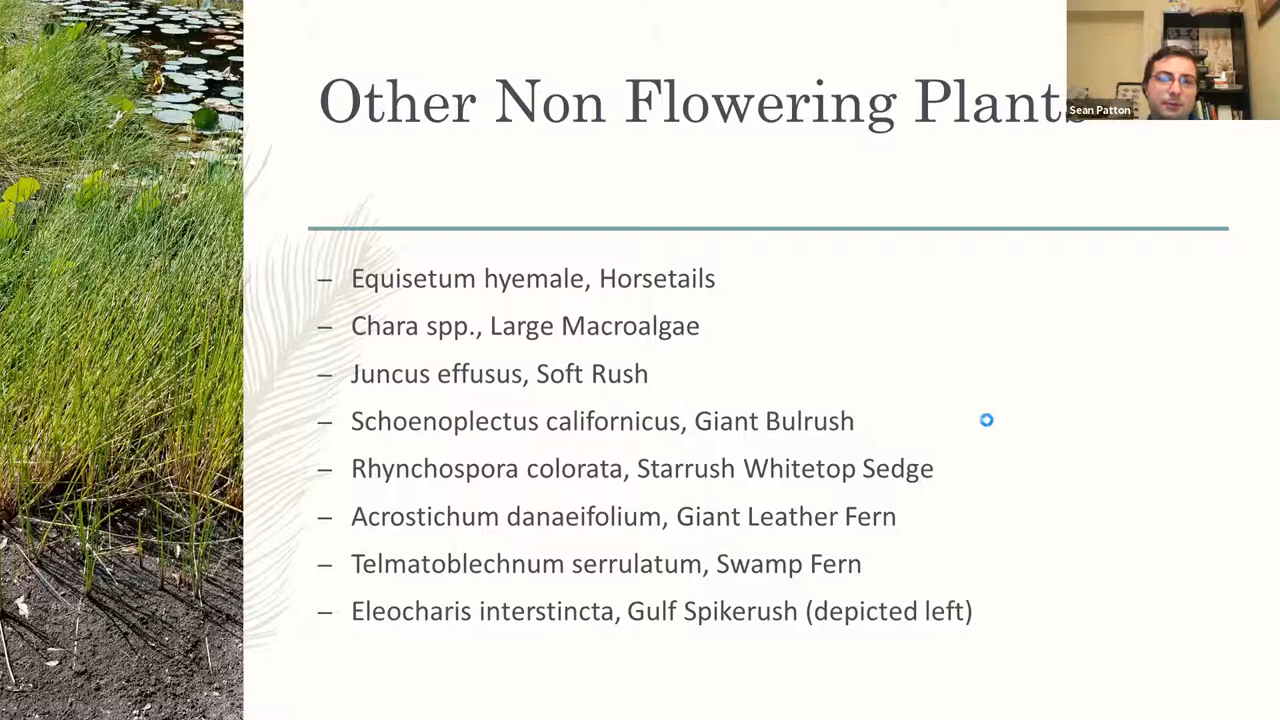 Other Non Flowering Plants
Sean Patton
– Equisetum hyemale, Horsetails
– Chara spp., Large Macroalgae
– Juncus effusus, Soft Rush
– Schoenoplectus californicus, Giant Bulrush
– Rhynchospora colorata, Starrush Whitetop Sedge
– Acrostichum danaeifolium, Giant Leather Fern
– Telmatoblechnum serrulatum, Swamp Fern
– Eleocharis interstincta, Gulf Spikerush (depicted left)